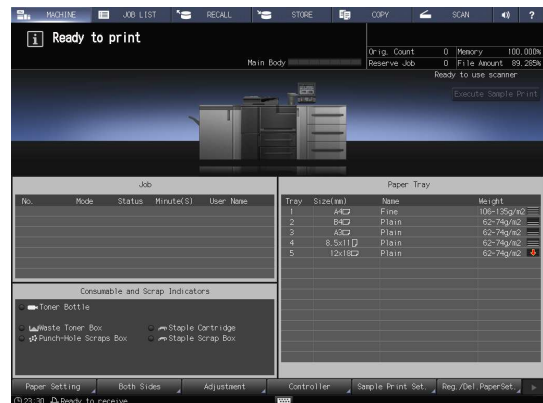 MACHINE JOB LIST RECALL STORE COPY SCAN ?
i Ready to print
Main Body
Orig. Count 0 Memory 100.000%
Reserve Job 0 File Amount 89.285%
Ready to use scanner
Execute Sample Print
Job
No. Mode Status Minute(S) User Name
Paper Tray
Tray Size(mm) Name Weight
1 A4 Fine 106-135g/m2
2 B4 Plain 62-74g/m2
3 A3 Plain 62-74g/m2
4 8.5x11 Plain 62-74g/m2
5 12x18 Plain 62-74g/m2
Consumable and Scrap Indicators
Toner Bottle
Waste Toner Box Staple Cartridge
Punch-Hole Scraps Box Staple Scrap Box
Paper Setting Both Sides Adjustment Controller Sample Print Set. Reg./Del.PaperSet.
23:30 Ready to receive